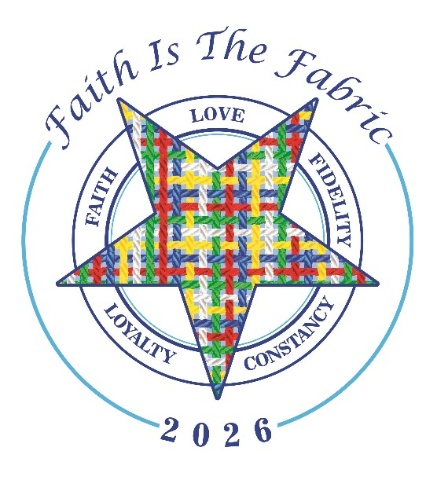 Faith Is The Fabric
LOVE
FAITH
FIDELITY
LOYALTY
CONSTANCY
2026